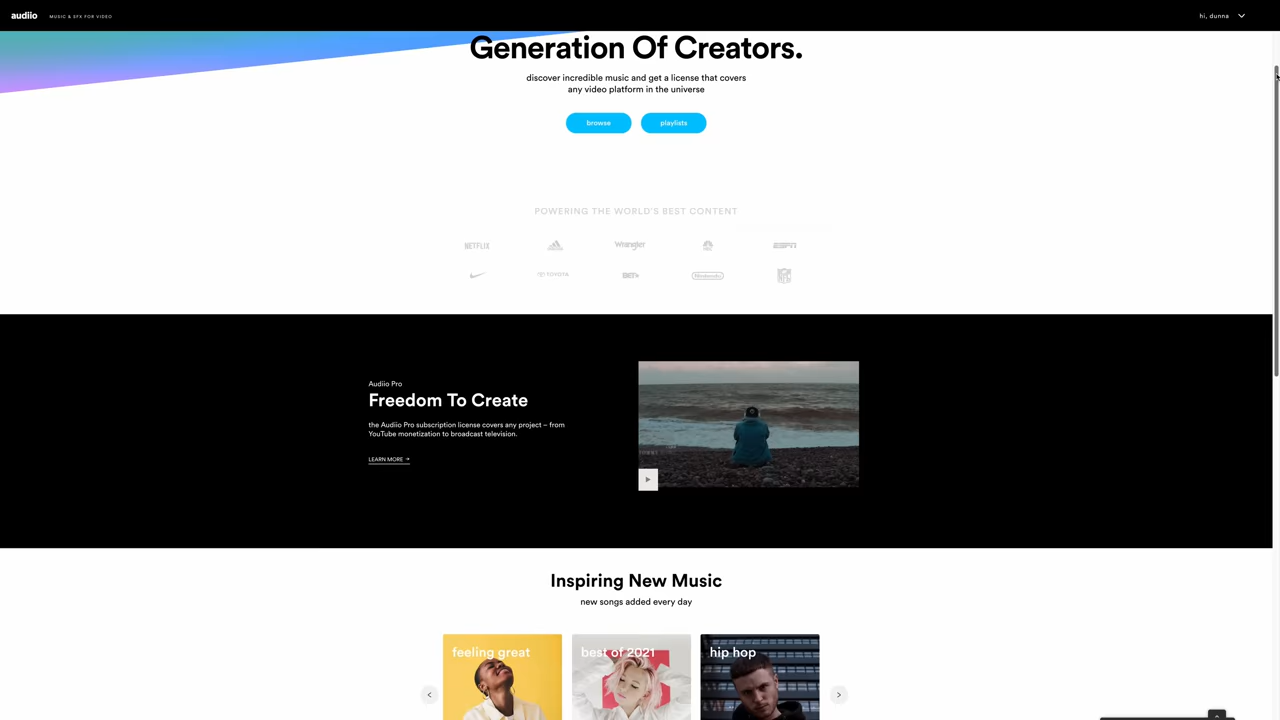 audiio
MUSIC & SFX FOR VIDEO
hi, dunna
Generation Of Creators.
discover incredible music and get a license that covers
any video platform in the universe
browse
playlists
POWERING THE WORLD'S BEST CONTENT
NETFLIX
adidas
Wrangler
NBC
ESPN
TOYOTA
BET+
Nintendo
NFL
Audiio Pro
Freedom To Create
the Audiio Pro subscription license covers any project – from
YouTube monetization to broadcast television.
LEARN MORE →
Inspiring New Music
new songs added every day
feeling great
best of 2021
hip hop